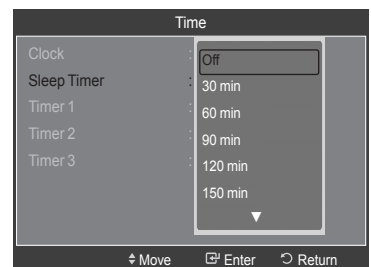 Time
Clock :
Off
Sleep Timer :
30 min
Timer 1 :
60 min
Timer 2 :
90 min
Timer 3 :
120 min
150 min
▼
Move Enter Return